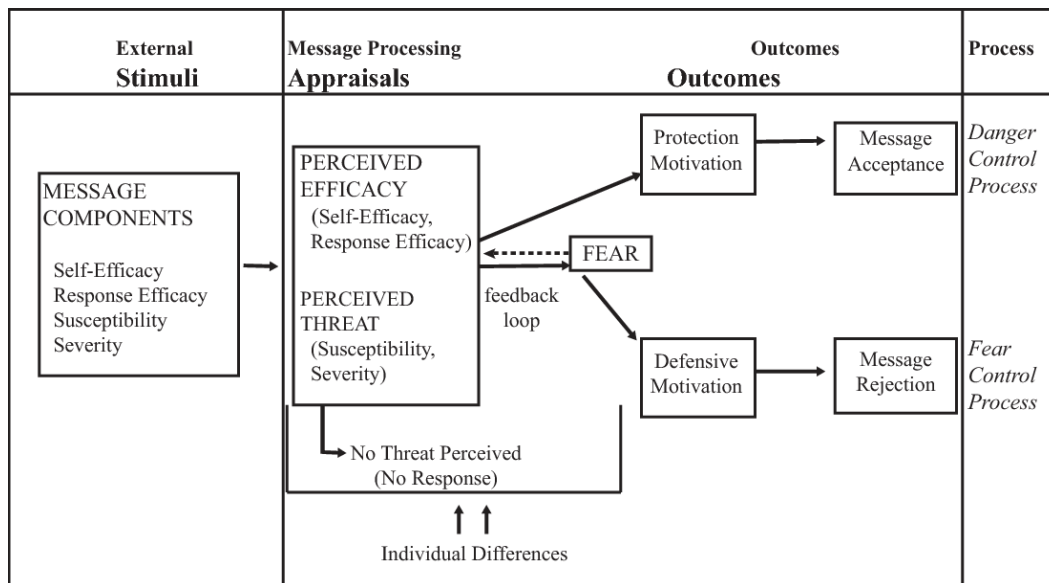 External
Stimuli
Message Processing
Appraisals
Outcomes
Outcomes
Process
MESSAGE
COMPONENTS
Self-Efficacy
Response Efficacy
Susceptibility
Severity
PERCEIVED
EFFICACY
(Self-Efficacy,
Response Efficacy)
PERCEIVED
THREAT
(Susceptibility,
Severity)
feedback
loop
FEAR
No Threat Perceived
(No Response)
Individual Differences
Protection
Motivation
Message
Acceptance
Danger
Control
Process
Defensive
Motivation
Message
Rejection
Fear
Control
Process